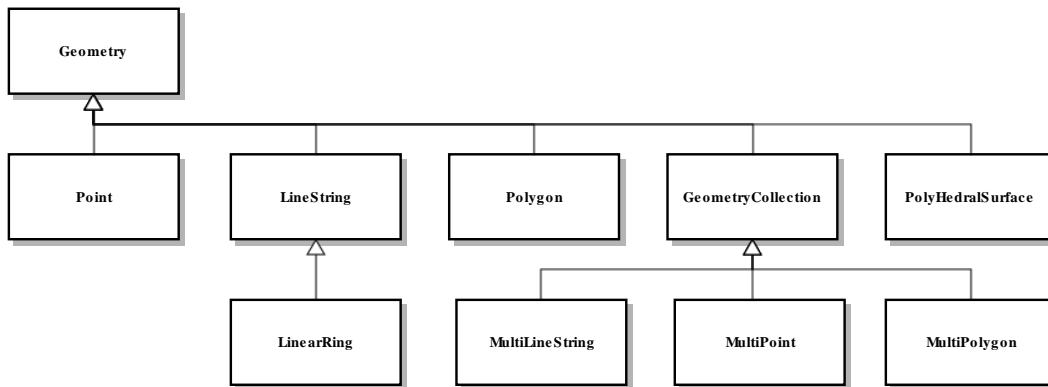 Geometry
Point
LineString
Polygon
GeometryCollection
PolyHedralSurface
LinearRing
MultiLineString
MultiPoint
MultiPolygon